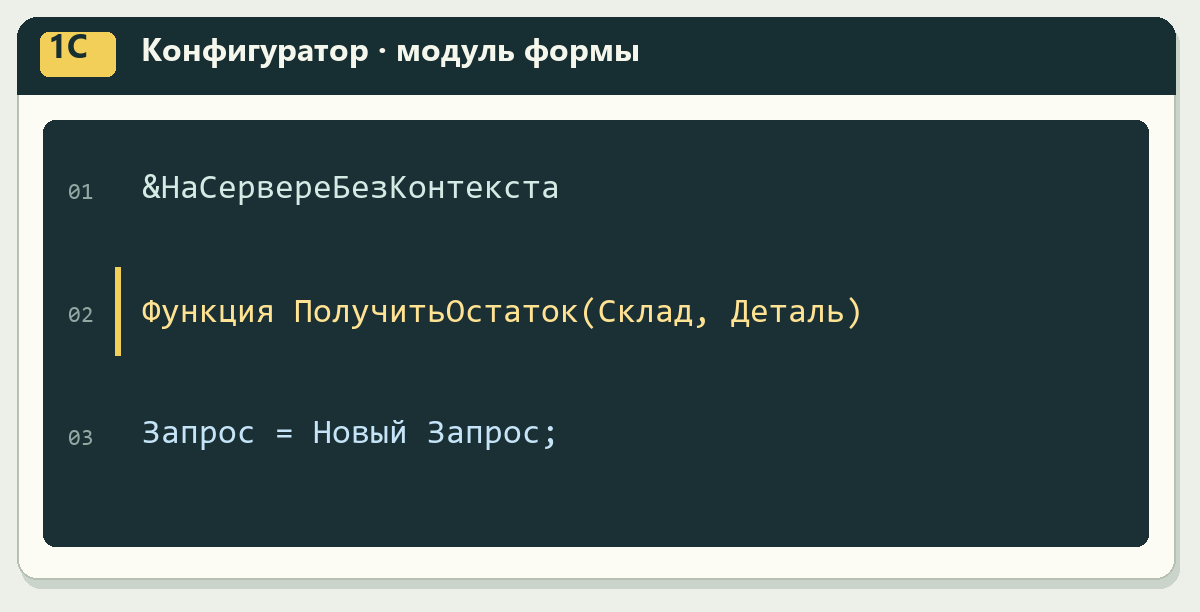 1С
Конфигуратор · модуль формы
01 &НаСервереБезКонтекста
02 Функция ПолучитьОстаток(Склад, Деталь)
03 Запрос = Новый Запрос;